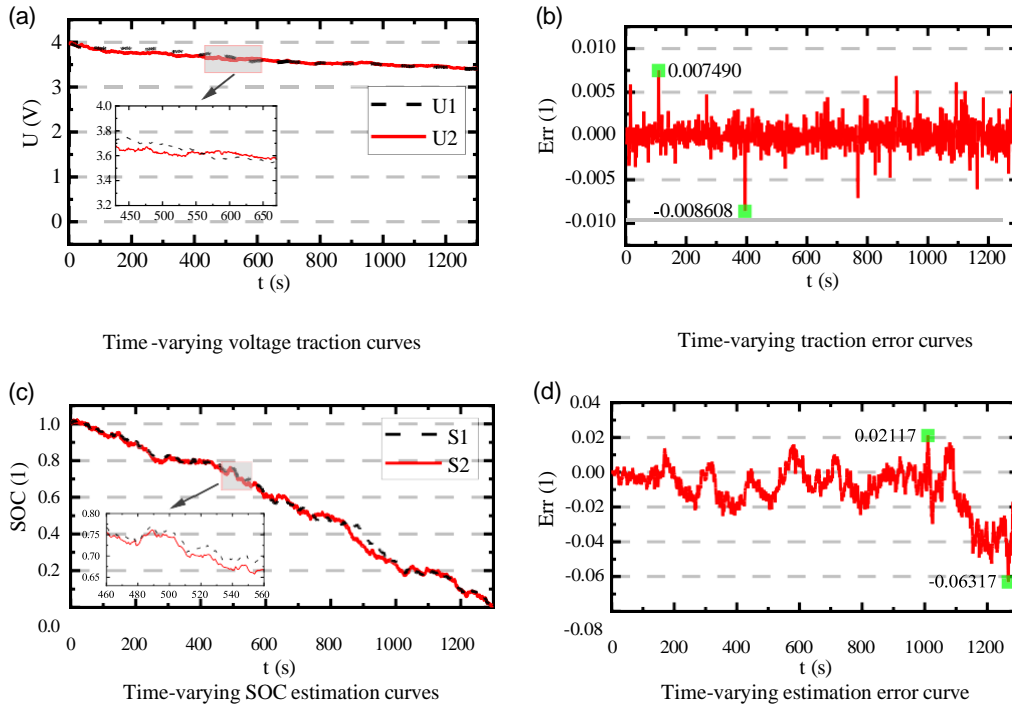 (a)
4
3
2
1
0
U (V)
U1
U2
4.0
3.8
3.6
3.4
3.2
450 500 550 600 650
0 200 400 600 800 1000 1200
t (s)
Time-varying voltage traction curves
(b)
0.010
0.005
0.000
-0.005
-0.010
Err (1)
0.007490
-0.008608
0 200 400 600 800 1000 1200
t (s)
Time-varying traction error curves
(c)
1.0
0.8
0.6
0.4
0.2
0.0
SOC (1)
S1
S2
0.80
0.75
0.70
0.65
460 480 500 520 540 560
0 200 400 600 800 1000 1200
t (s)
Time-varying SOC estimation curves
(d)
0.04
0.02
0.00
-0.02
-0.04
-0.06
-0.08
Err (1)
0.02117
-0.06317
0 200 400 600 800 1000 1200
t (s)
Time-varying estimation error curve